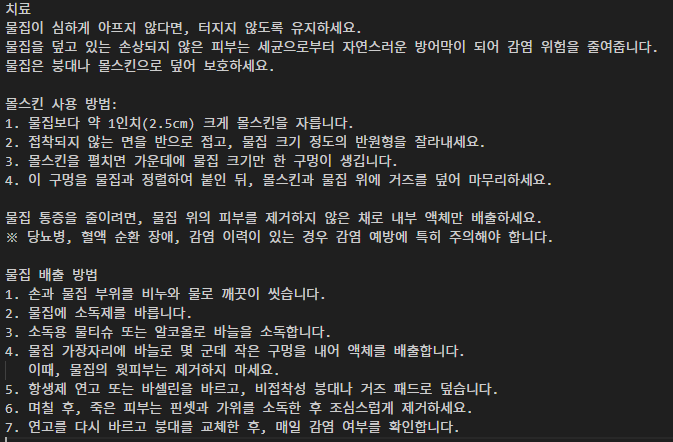 치료
물집이 심하게 아프지 않다면, 터지지 않도록 유지하세요.
물집을 덮고 있는 손상되지 않은 피부는 세균으로부터 자연스러운 방어막이 되어 감염 위험을 줄여줍니다.
물집은 붕대나 몰스킨으로 덮어 보호하세요.

몰스킨 사용 방법:
1. 물집보다 약 1인치(2.5cm) 크게 몰스킨을 자릅니다.
2. 접착되지 않는 면을 반으로 접고, 물집 크기 정도의 반원형을 잘라내세요.
3. 몰스킨을 펼치면 가운데에 물집 크기만 한 구멍이 생깁니다.
4. 이 구멍을 물집과 정렬하여 붙인 뒤, 몰스킨과 물집 위에 거즈를 덮어 마무리하세요.

물집 통증을 줄이려면, 물집 위의 피부를 제거하지 않은 채로 내부 액체만 배출하세요.
※ 당뇨병, 혈액 순환 장애, 감염 이력이 있는 경우 감염 예방에 특히 주의해야 합니다.

물집 배출 방법
1. 손과 물집 부위를 비누와 물로 깨끗이 씻습니다.
2. 물집에 소독제를 바릅니다.
3. 소독용 물티슈 또는 알코올로 바늘을 소독합니다.
4. 물집 가장자리에 바늘로 몇 군데 작은 구멍을 내어 액체를 배출합니다.
이때, 물집의 윗피부는 제거하지 마세요.
5. 항생제 연고 또는 바셀린을 바르고, 비접착성 붕대나 거즈 패드로 덮습니다.
6. 며칠 후, 죽은 피부는 핀셋과 가위를 소독한 후 조심스럽게 제거하세요.
7. 연고를 다시 바르고 붕대를 교체한 후, 매일 감염 여부를 확인합니다.